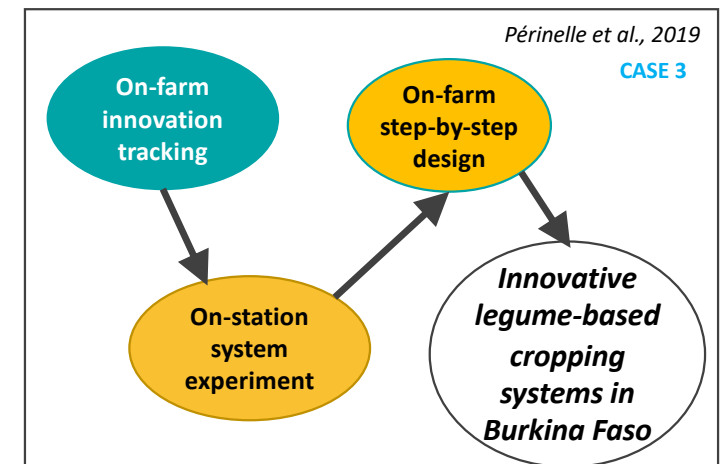 Périnelle et al., 2019
CASE 3
On-farm
innovation
tracking
On-farm
step-by-step
design
On-station
system
experiment
Innovative
legume-based
cropping
systems in
Burkina Faso